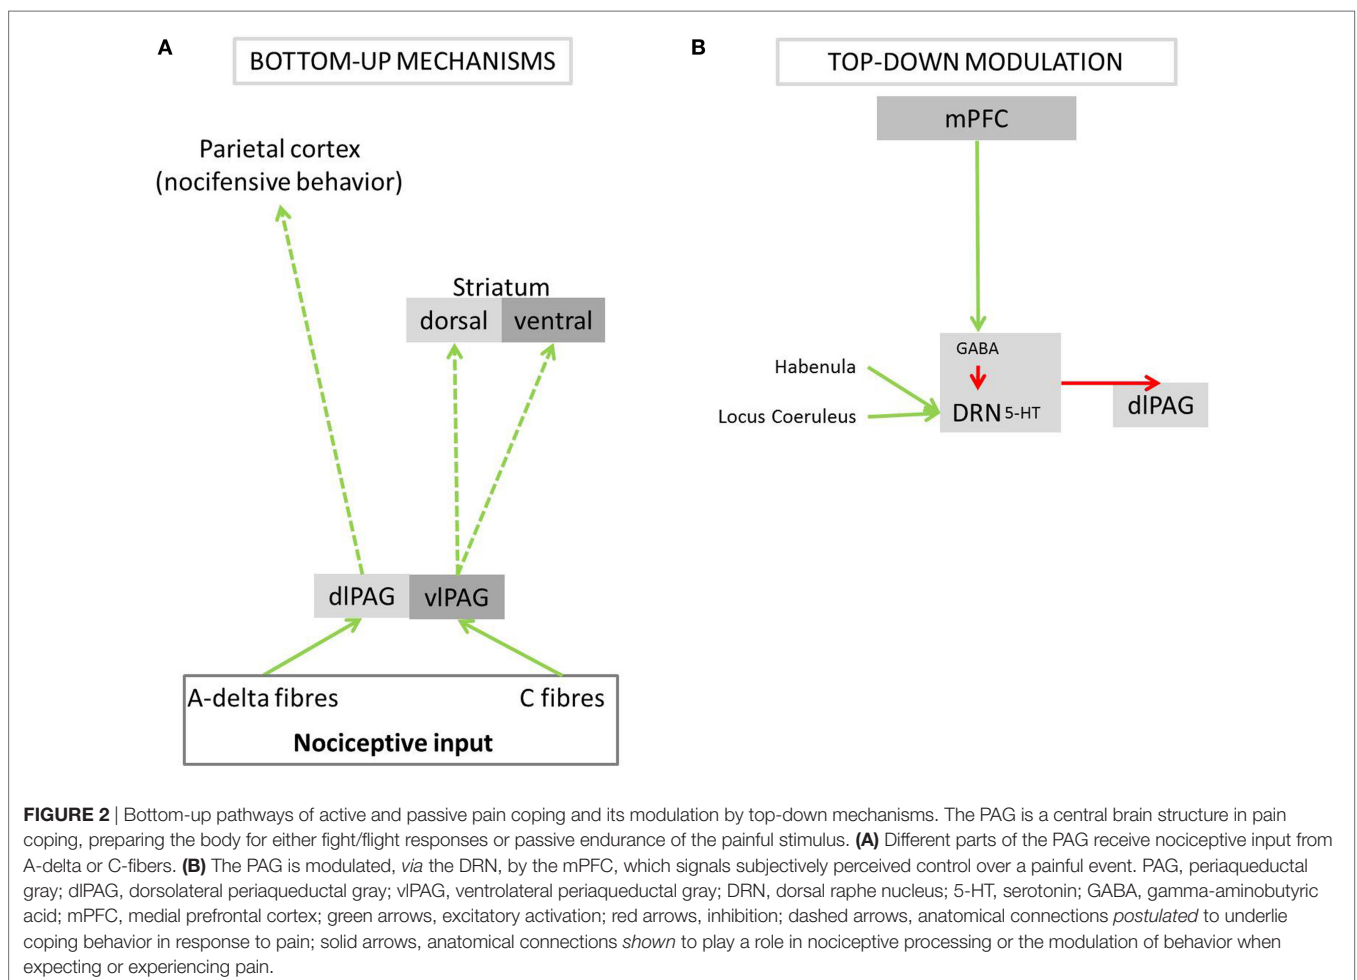 A
BOTTOM-UP MECHANISMS
Parietal cortex
(nocifensive behavior)
Striatum
dorsal
ventral
dlPAG
vlPAG
A-delta fibres
C fibres
Nociceptive input
B
TOP-DOWN MODULATION
mPFC
GABA
Habenula
Locus Coeruleus
DRN 5-HT
dlPAG
FIGURE 2 | Bottom-up pathways of active and passive pain coping and its modulation by top-down mechanisms. The PAG is a central brain structure in pain
coping, preparing the body for either fight/flight responses or passive endurance of the painful stimulus. (A) Different parts of the PAG receive nociceptive input from
A-delta or C-fibers. (B) The PAG is modulated, via the DRN, by the mPFC, which signals subjectively perceived control over a painful event. PAG, periaqueductal
gray; dlPAG, dorsolateral periaqueductal gray; vlPAG, ventrolateral periaqueductal gray; DRN, dorsal raphe nucleus; 5-HT, serotonin; GABA, gamma-aminobutyric
acid; mPFC, medial prefrontal cortex; green arrows, excitatory activation; red arrows, inhibition; dashed arrows, anatomical connections postulated to underlie
coping behavior in response to pain; solid arrows, anatomical connections shown to play a role in nociceptive processing or the modulation of behavior when
expecting or experiencing pain.